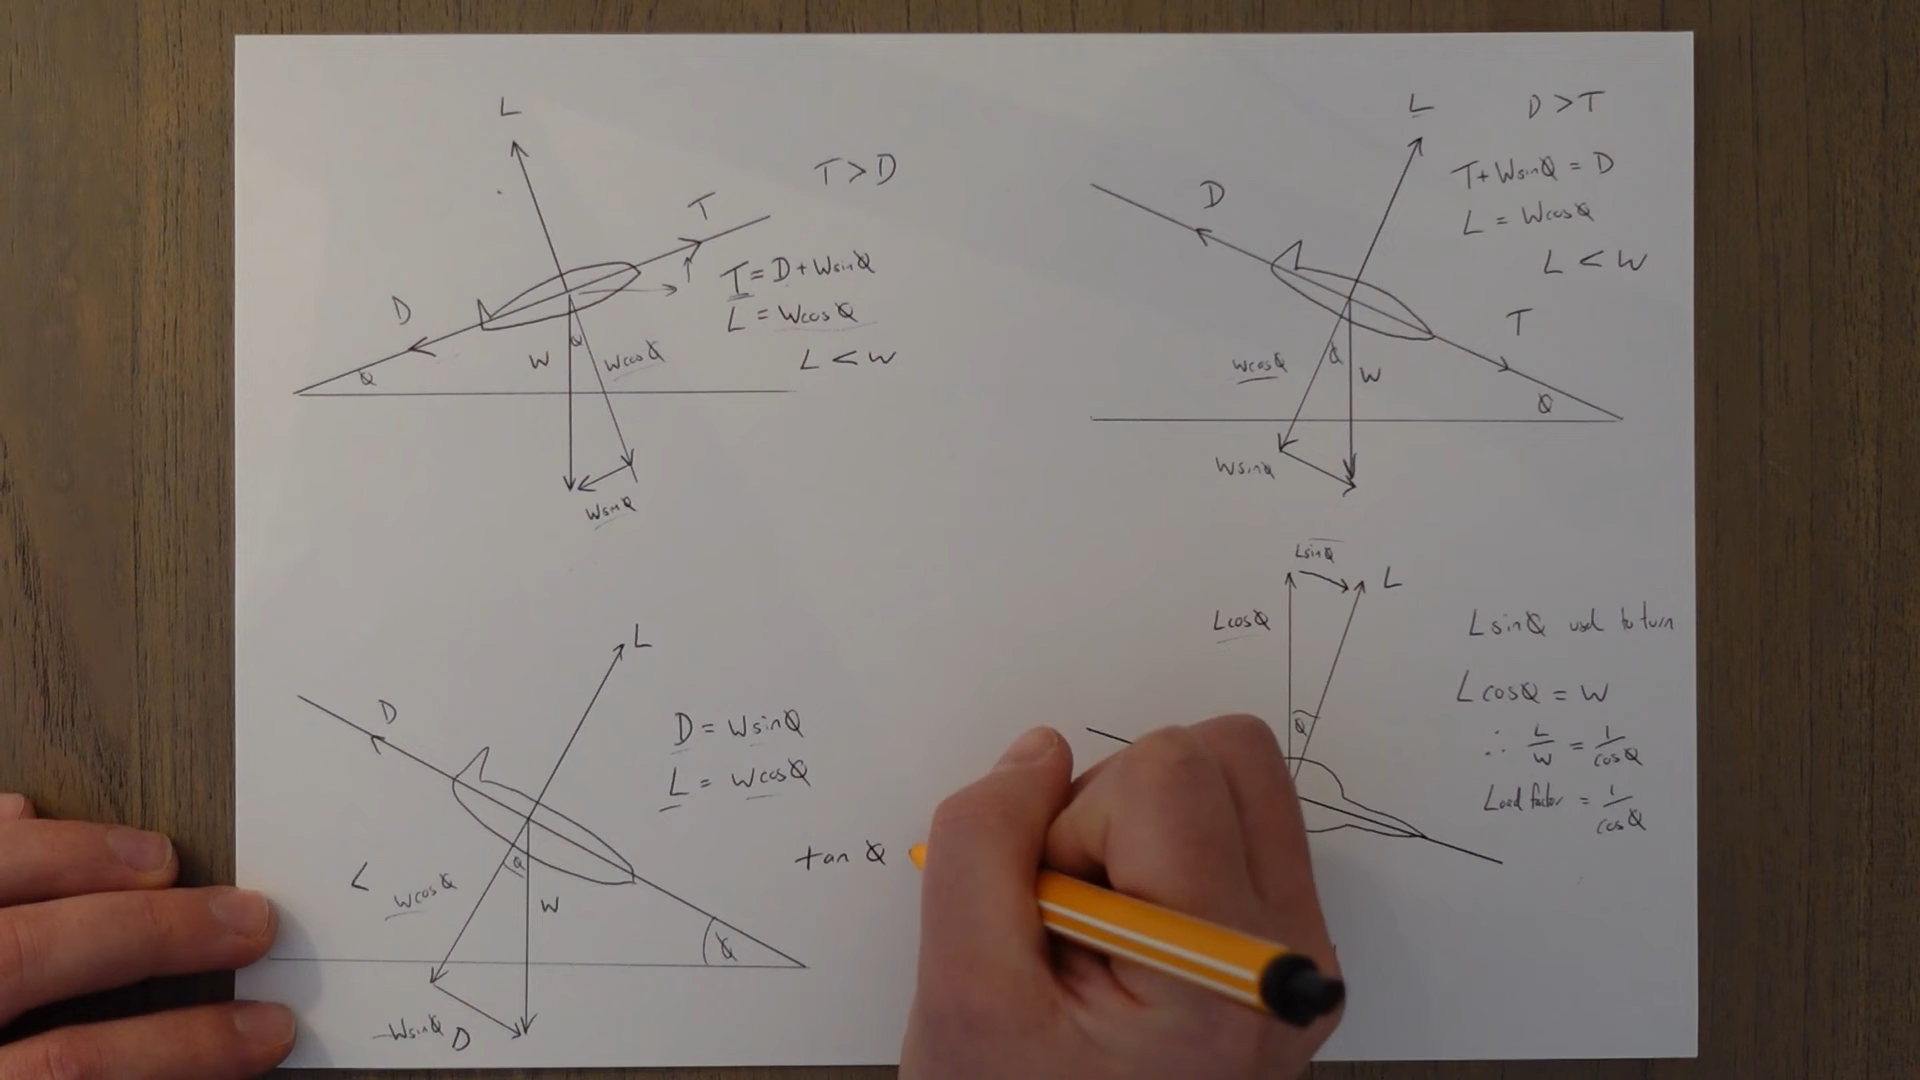 L
T > D
T
D
T = D + Wsinθ
L = Wcosθ
L < W
W
θ
Wcosθ
θ
Wsinθ
L
D > T
T + Wsinθ = D
L = Wcosθ
L < W
D
T
Wcosθ
θ
W
θ
Wsinθ
L
D
D = Wsinθ
L = Wcosθ
tan θ
L
Wcosθ
θ
W
θ
Wsinθ D
Lsinθ
L
Lcosθ
θ
Lsinθ used to turn
Lcosθ = W
∴ L/W = 1/cosθ
Load factor = 1/cosθ